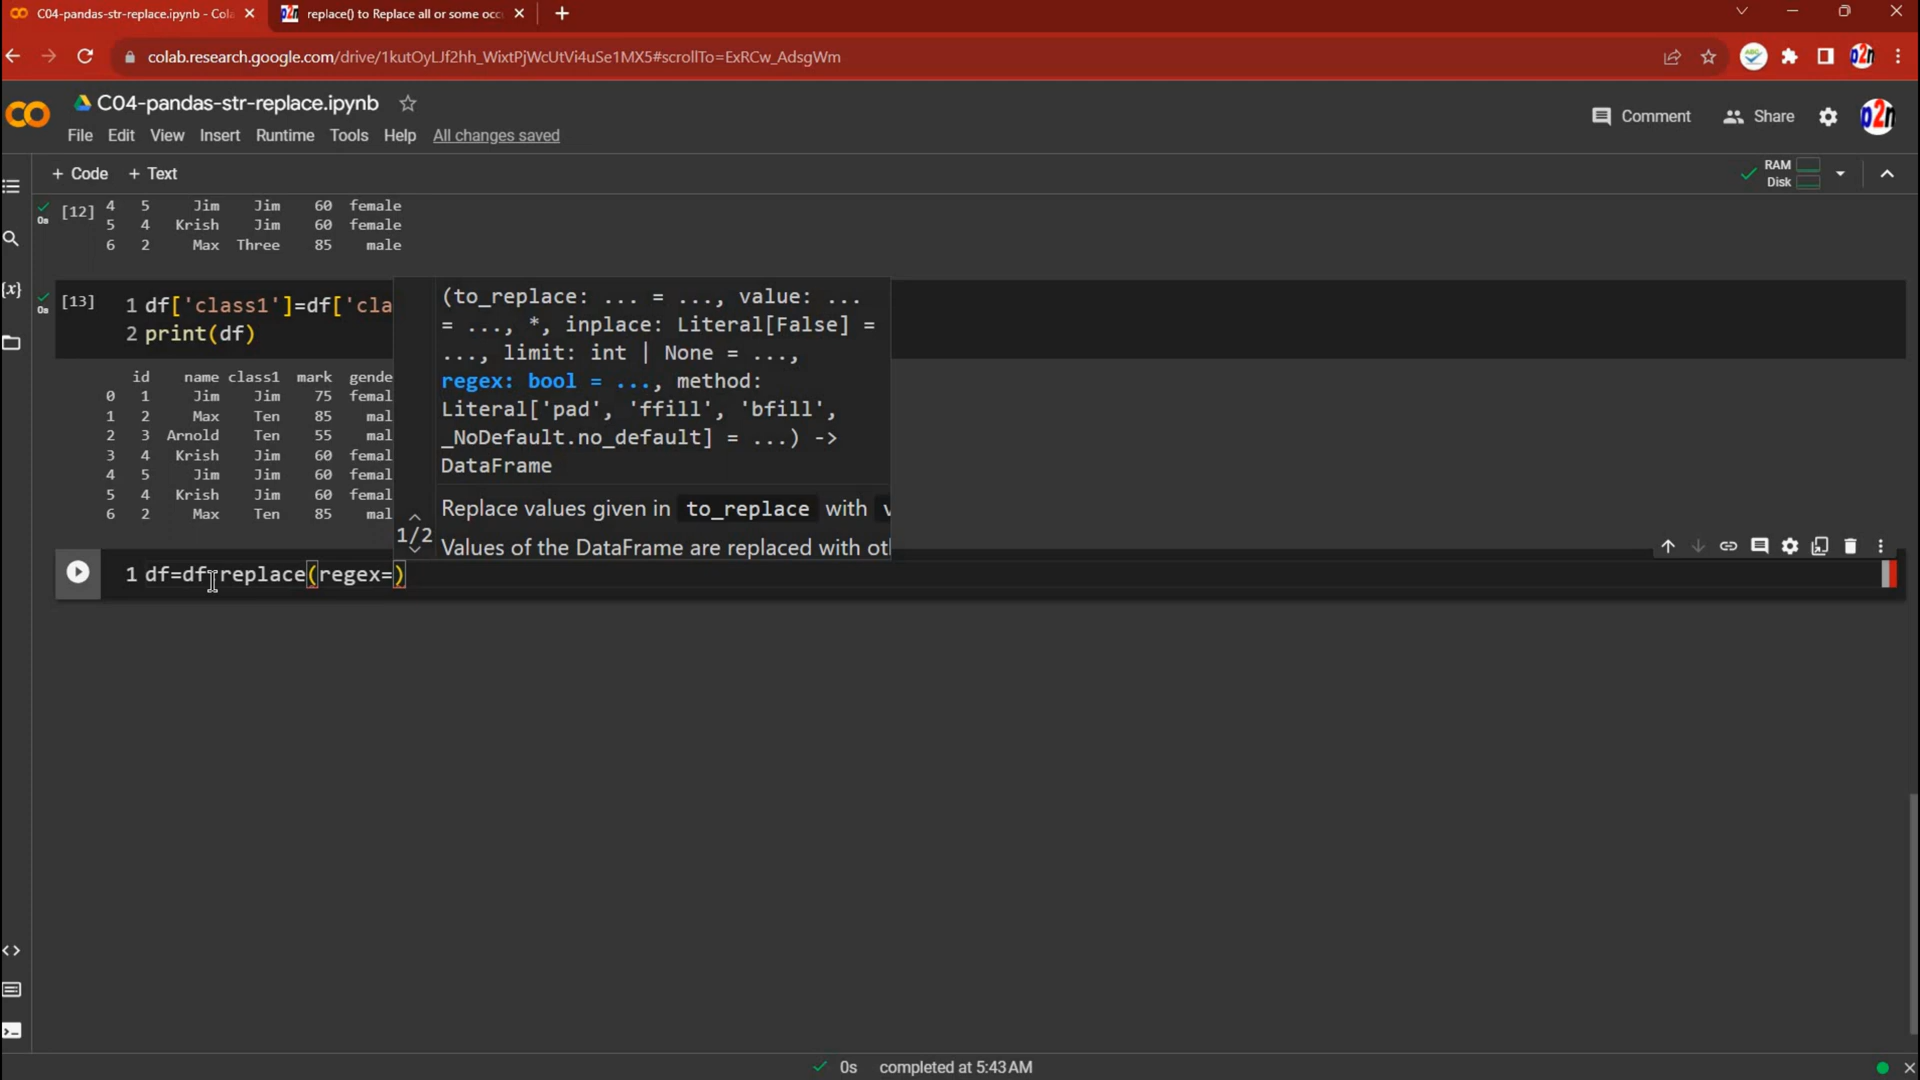 C04-pandas-str-replace.ipynb - Cola
replace() to Replace all or some occ
colab.research.google.com/drive/1kutOyLJf2hh_WixtPjWcUtVi4uSe1MX5#scrollTo=ExRCw_AdsgWm
C04-pandas-str-replace.ipynb
File Edit View Insert Runtime Tools Help All changes saved
Comment Share
+ Code + Text
RAM
Disk
0s [12]
4 5 Jim Jim 60 female
5 4 Krish Jim 60 female
6 2 Max Three 85 male
0s [13]
1 df['class1']=df['cla
2 print(df)
id name class1 mark gende
0 1 Jim Jim 75 femal
1 2 Max Ten 85 mal
2 3 Arnold Ten 55 mal
3 4 Krish Jim 60 femal
4 5 Jim Jim 60 femal
5 4 Krish Jim 60 femal
6 2 Max Ten 85 mal
(to_replace: ... = ..., value: ...
= ..., *, inplace: Literal[False] =
..., limit: int | None = ...,
regex: bool = ..., method:
Literal['pad', 'ffill', 'bfill',
_NoDefault.no_default] = ...) ->
DataFrame
Replace values given in to_replace with v
1/2
Values of the DataFrame are replaced with otl
1 df=df.replace(regex=)
0s completed at 5:43 AM